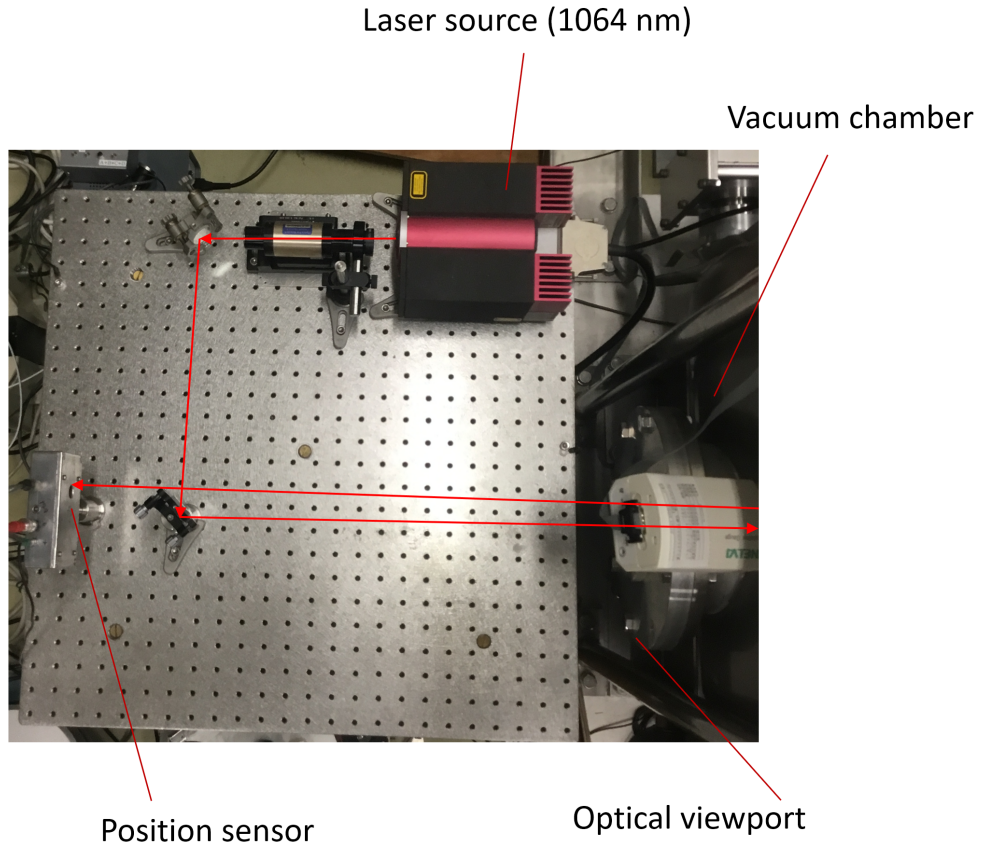 Laser source (1064 nm)
Vacuum chamber
Optical viewport
Position sensor